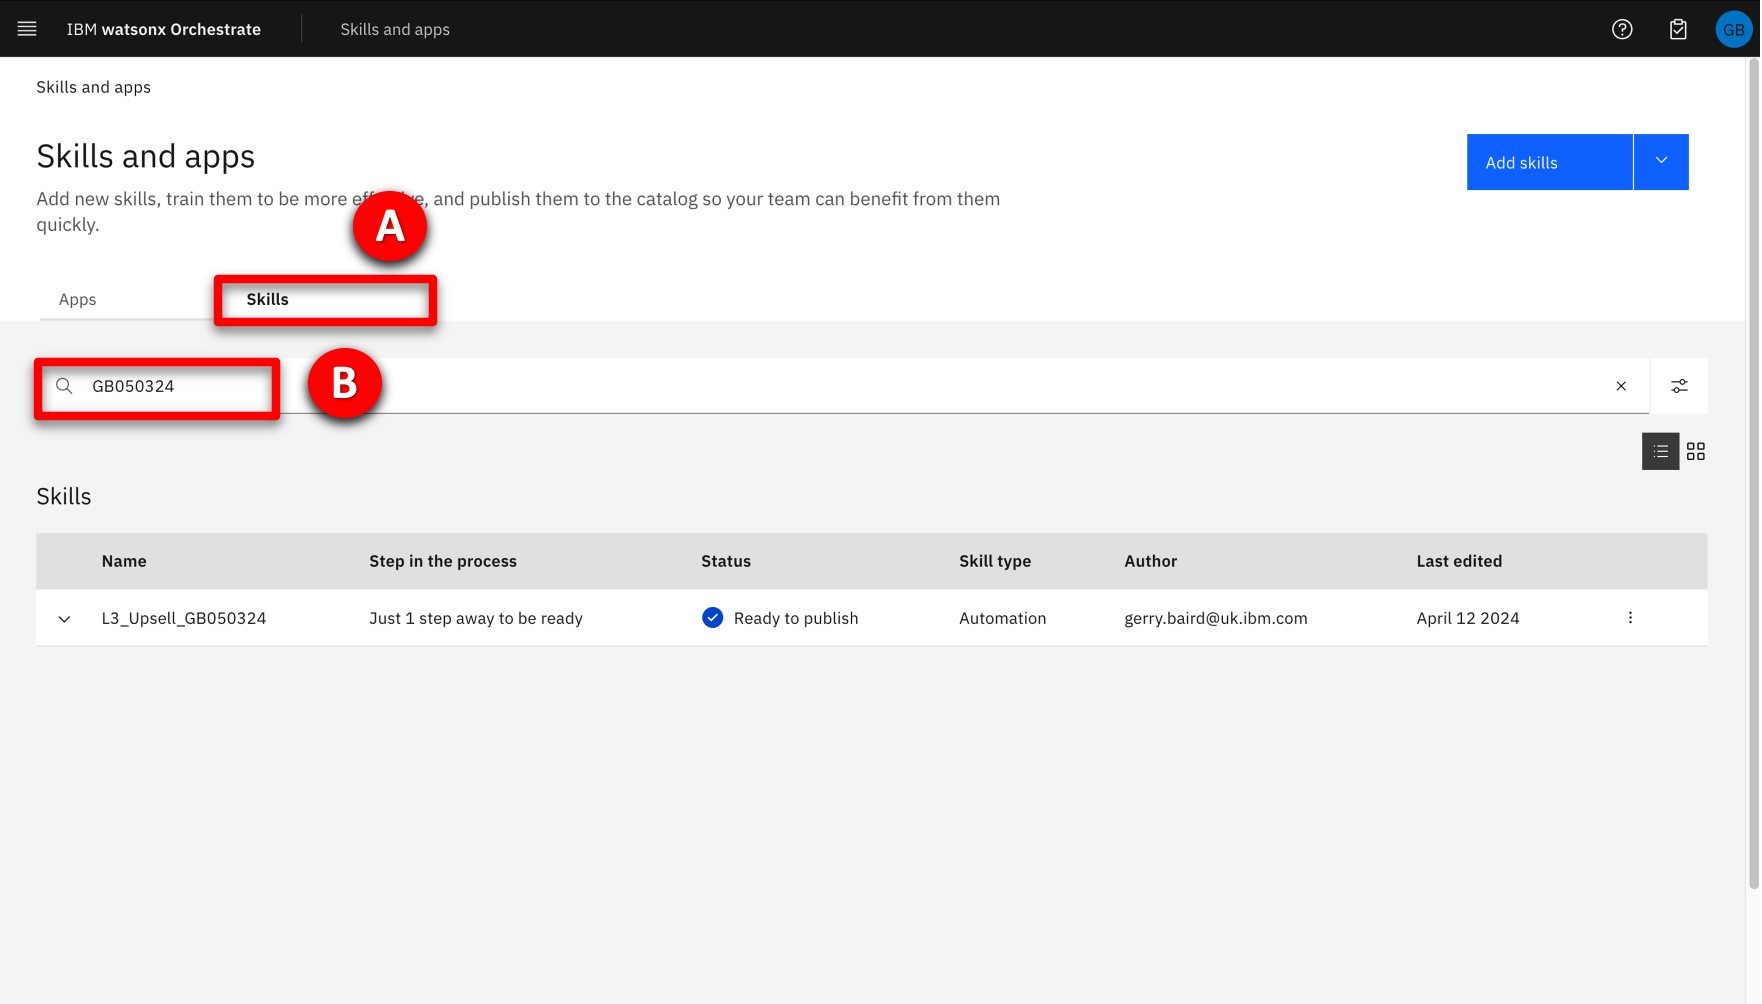 IBM watsonx Orchestrate
Skills and apps
GB
Skills and apps
Skills and apps
Add skills
Add new skills, train them to be more , and publish them to the catalog so your team can benefit from them
quickly.
A
Apps
Skills
GB050324
B
Skills
Name Step in the process Status Skill type Author Last edited
L3_Upsell_GB050324 Just 1 step away to be ready Ready to publish Automation gerry.baird@uk.ibm.com April 12 2024